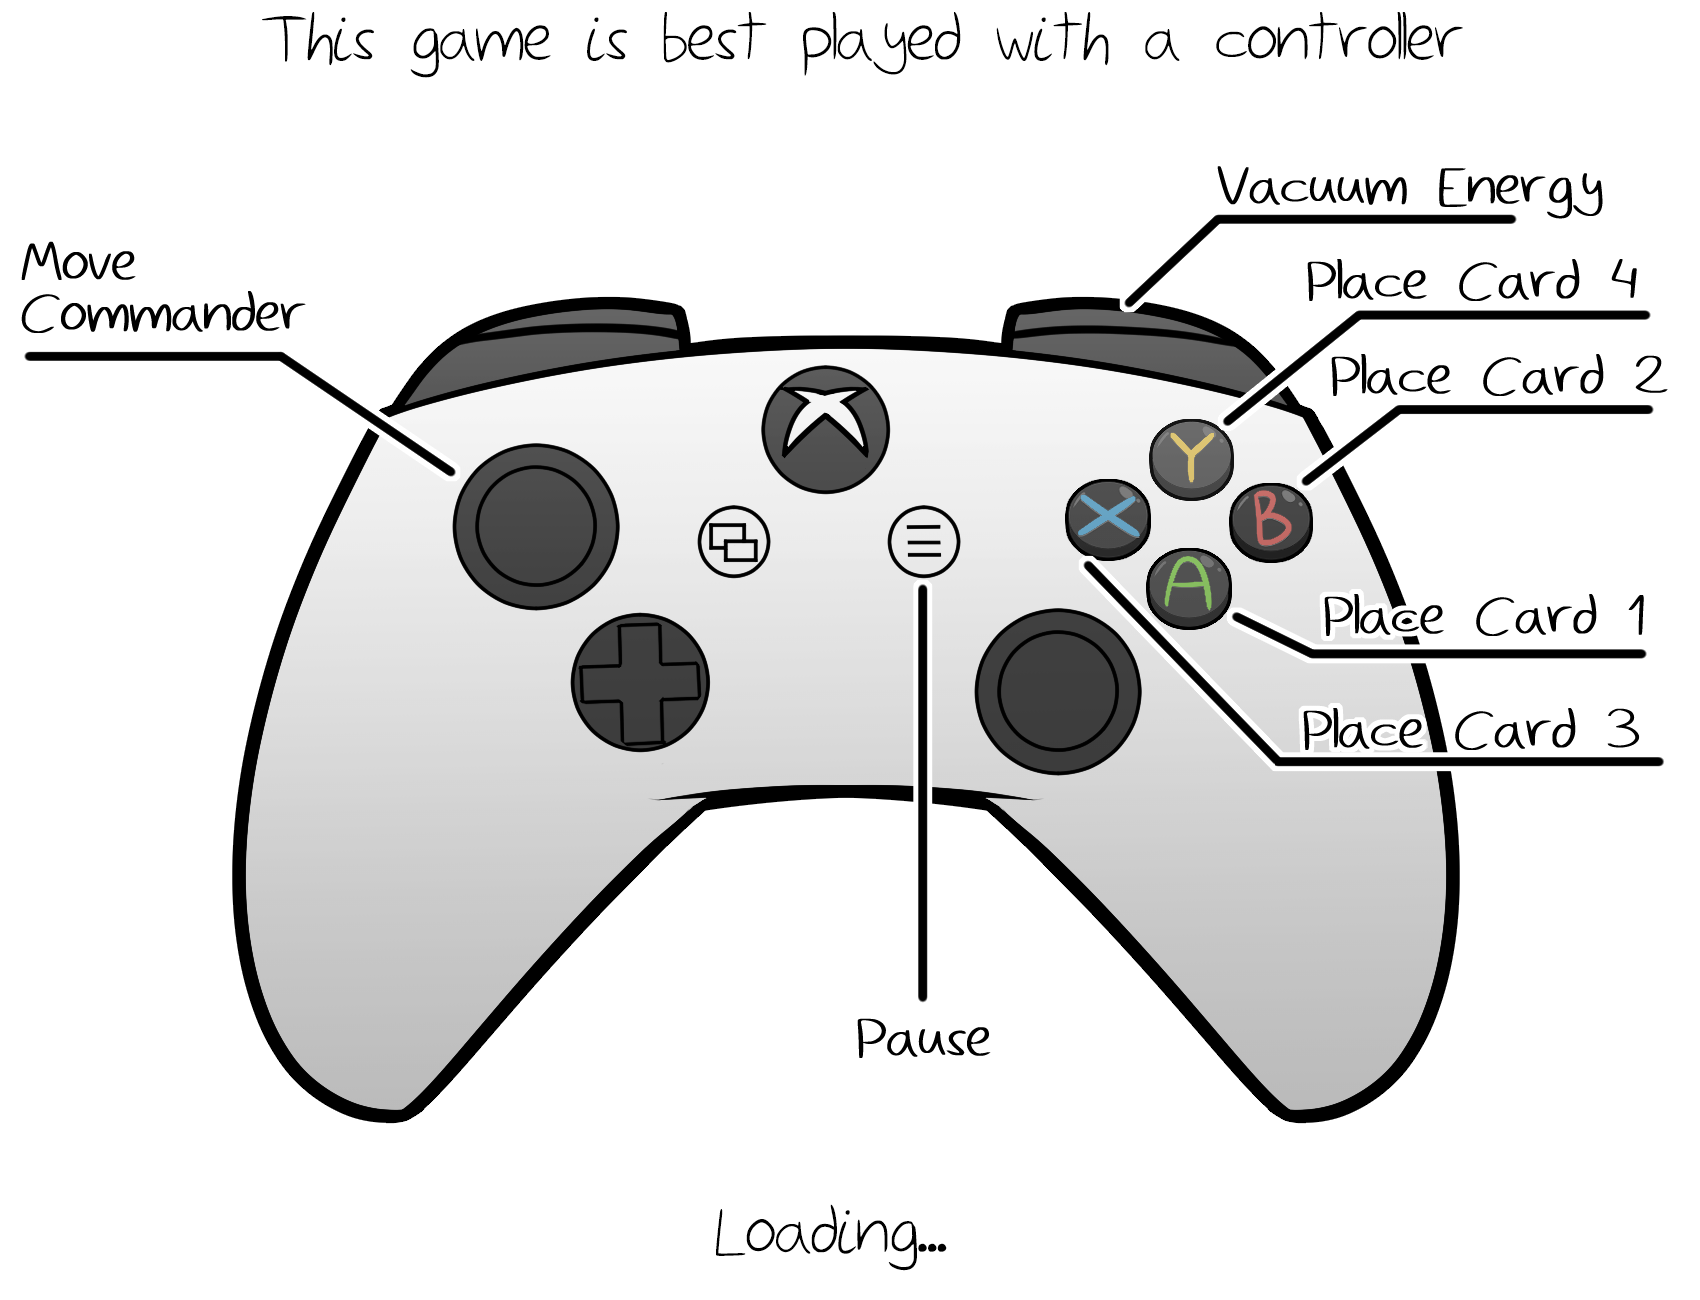 This game is best played with a controller
Vacuum Energy
Move
Commander
Place Card 4
Place Card 2
Y
X
B
A
Place Card 1
Place Card 3
Pause
Loading...